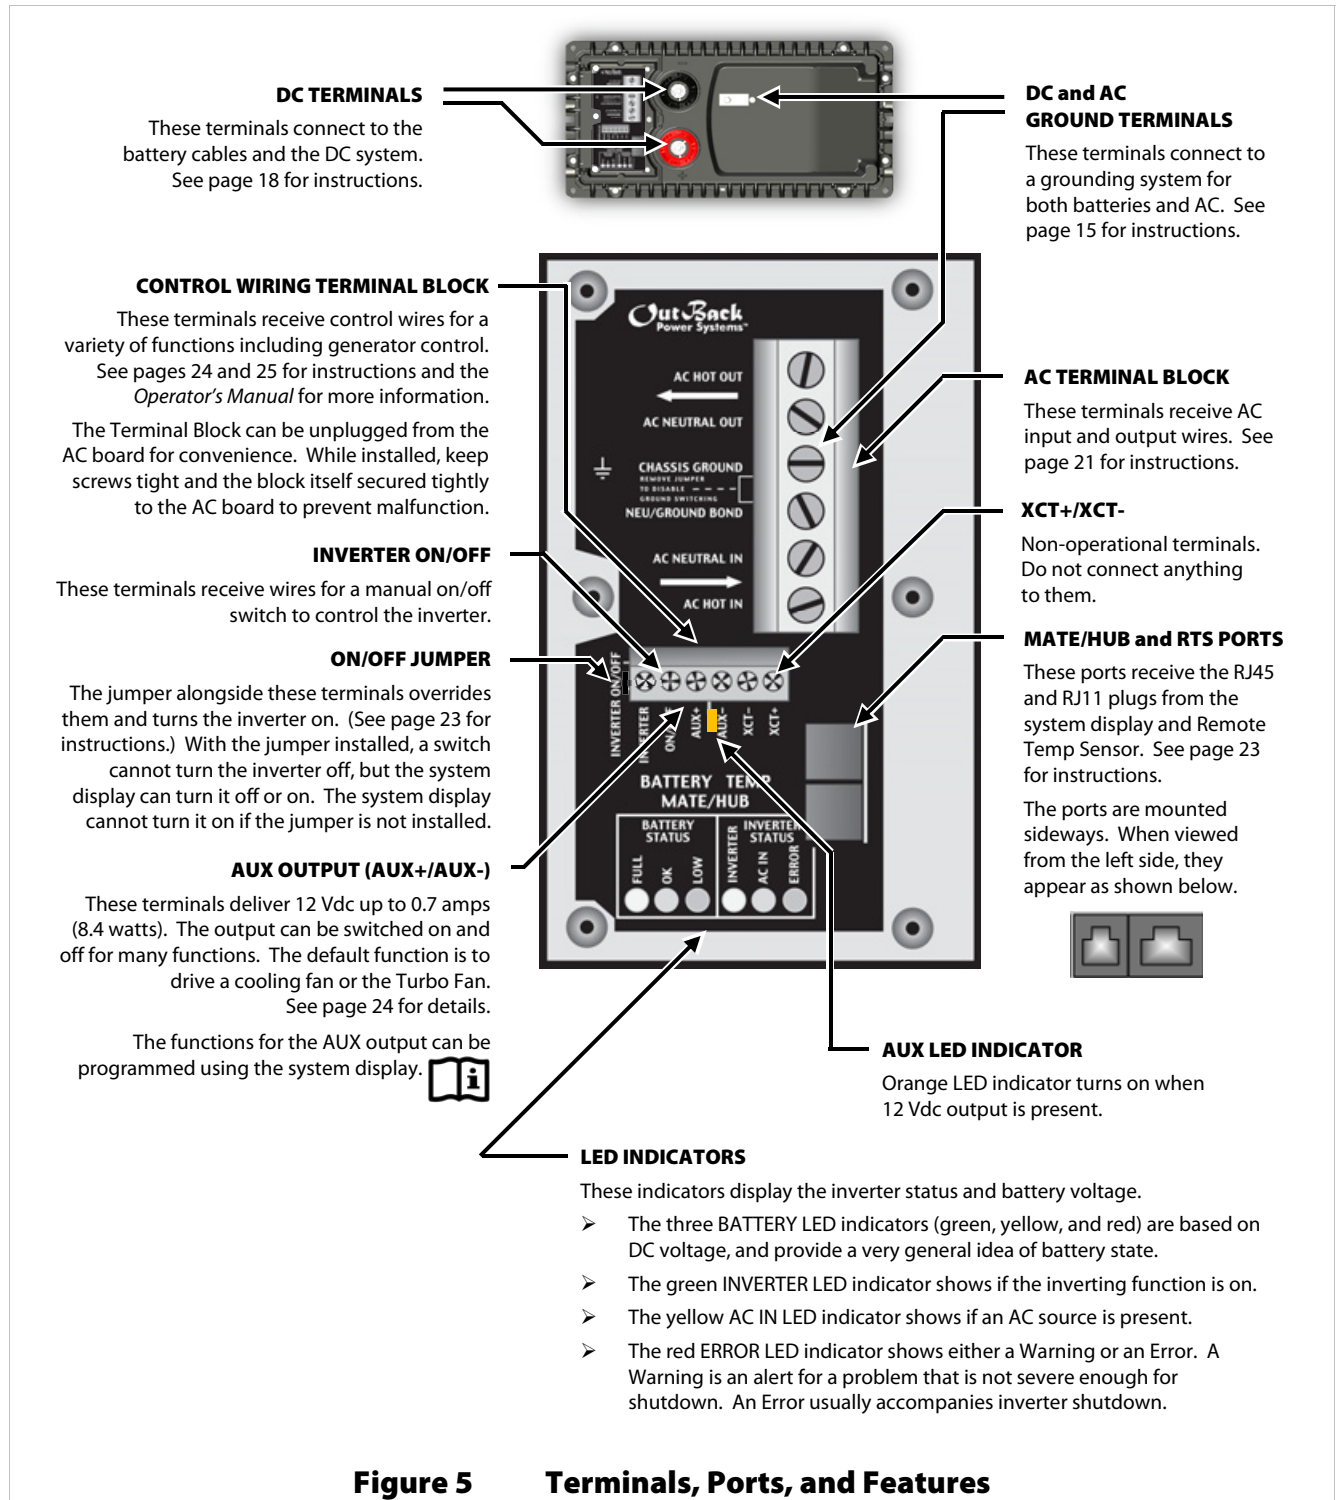 DC TERMINALS
These terminals connect to the
battery cables and the DC system.
See page 18 for instructions.
DC and AC
GROUND TERMINALS
These terminals connect to
a grounding system for
both batteries and AC. See
page 15 for instructions.
CONTROL WIRING TERMINAL BLOCK
These terminals receive control wires for a
variety of functions including generator control.
See pages 24 and 25 for instructions and the
Operator's Manual for more information.
The Terminal Block can be unplugged from the
AC board for convenience. While installed, keep
screws tight and the block itself secured tightly
to the AC board to prevent malfunction.
INVERTER ON/OFF
These terminals receive wires for a manual on/off
switch to control the inverter.
ON/OFF JUMPER
The jumper alongside these terminals overrides
them and turns the inverter on. (See page 23 for
instructions.) With the jumper installed, a switch
cannot turn the inverter off, but the system
display can turn it off or on. The system display
cannot turn it on if the jumper is not installed.
AUX OUTPUT (AUX+/AUX-)
These terminals deliver 12 Vdc up to 0.7 amps
(8.4 watts). The output can be switched on and
off for many functions. The default function is to
drive a cooling fan or the Turbo Fan.
See page 24 for details.
The functions for the AUX output can be
programmed using the system display.
i
OutBack
Power Systems™
AC HOT OUT
AC NEUTRAL OUT
CHASSIS GROUND
REMOVE JUMPER
TO DISABLE
GROUND SWITCHING
NEU/GROUND BOND
AC NEUTRAL IN
AC HOT IN
INVERTER ON/OFF
INVERTER
ON/OFF
AUX+
AUX-
XCT-
XCT+
BATTERY TEMP
MATE/HUB
BATTERY
STATUS
FULL
OK
LOW
INVERTER
STATUS
INVERTER
AC IN
ERROR
AC TERMINAL BLOCK
These terminals receive AC
input and output wires. See
page 21 for instructions.
XCT+/XCT-
Non-operational terminals.
Do not connect anything
to them.
MATE/HUB and RTS PORTS
These ports receive the RJ45
and RJ11 plugs from the
system display and Remote
Temp Sensor. See page 23
for instructions.
The ports are mounted
sideways. When viewed
from the left side, they
appear as shown below.
AUX LED INDICATOR
Orange LED indicator turns on when
12 Vdc output is present.
LED INDICATORS
These indicators display the inverter status and battery voltage.
➢ The three BATTERY LED indicators (green, yellow, and red) are based on
DC voltage, and provide a very general idea of battery state.
➢ The green INVERTER LED indicator shows if the inverting function is on.
➢ The yellow AC IN LED indicator shows if an AC source is present.
➢ The red ERROR LED indicator shows either a Warning or an Error. A
Warning is an alert for a problem that is not severe enough for
shutdown. An Error usually accompanies inverter shutdown.
Figure 5 Terminals, Ports, and Features